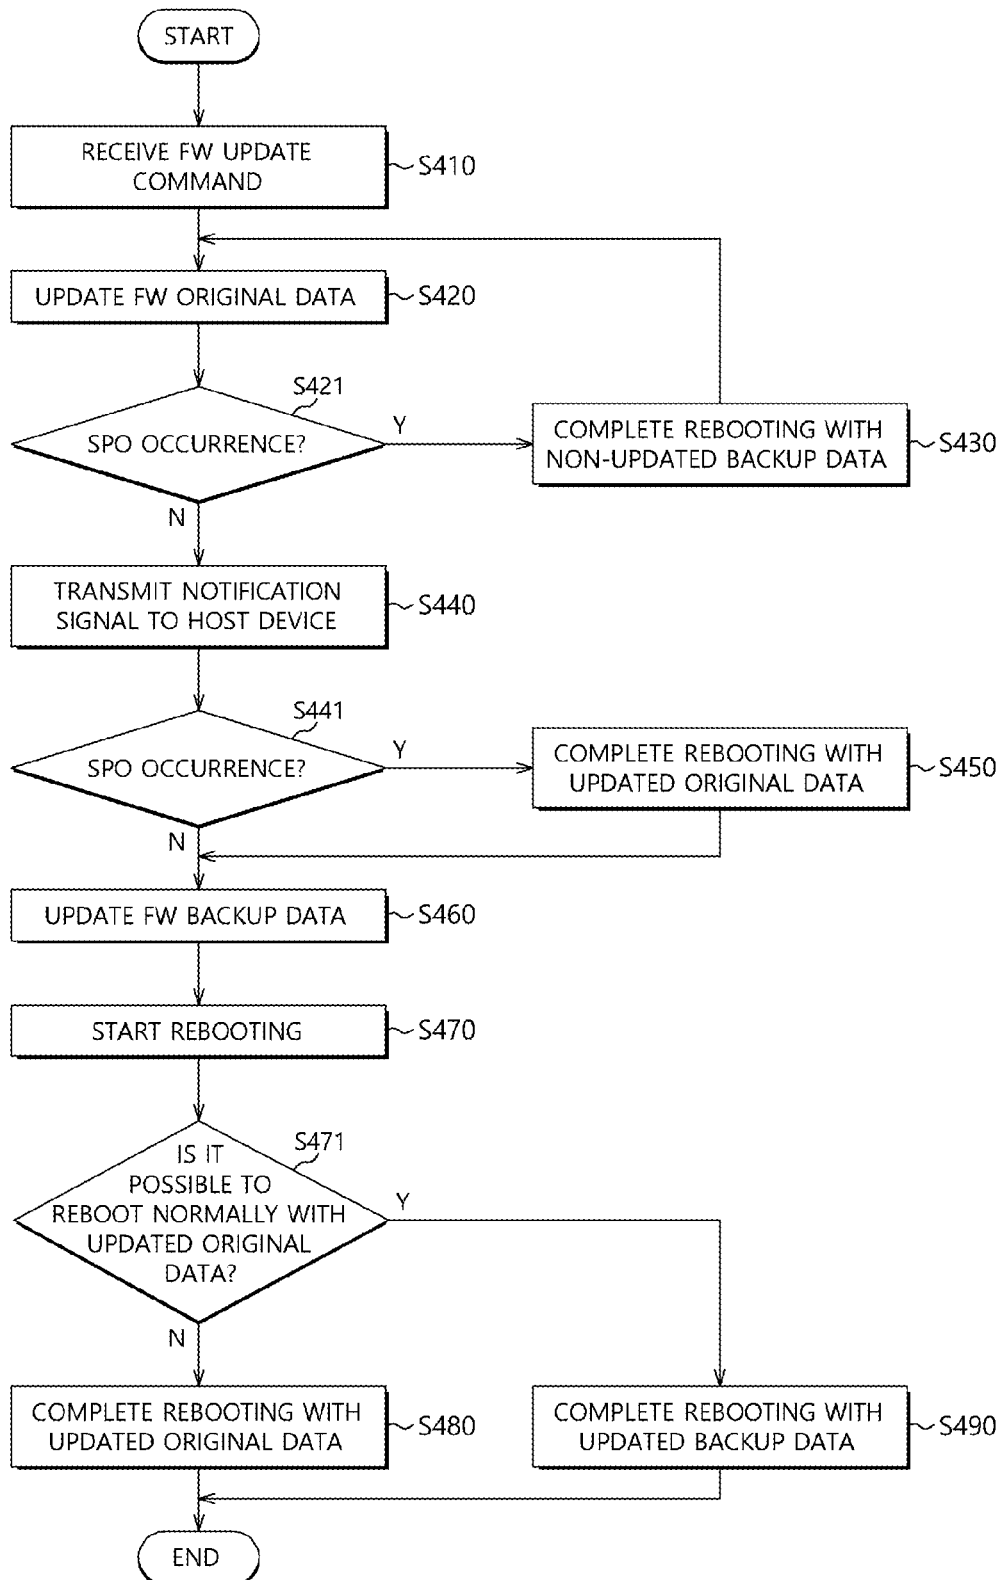 START
RECEIVE FW UPDATE
COMMAND
S410
UPDATE FW ORIGINAL DATA
S420
S421
SPO OCCURRENCE?
Y
COMPLETE REBOOTING WITH
NON-UPDATED BACKUP DATA
S430
N
TRANSMIT NOTIFICATION
SIGNAL TO HOST DEVICE
S440
S441
SPO OCCURRENCE?
Y
COMPLETE REBOOTING WITH
UPDATED ORIGINAL DATA
S450
N
UPDATE FW BACKUP DATA
S460
START REBOOTING
S470
S471
IS IT
POSSIBLE TO
REBOOT NORMALLY WITH
UPDATED ORIGINAL
DATA?
Y
N
COMPLETE REBOOTING WITH
UPDATED ORIGINAL DATA
S480
COMPLETE REBOOTING WITH
UPDATED BACKUP DATA
S490
END